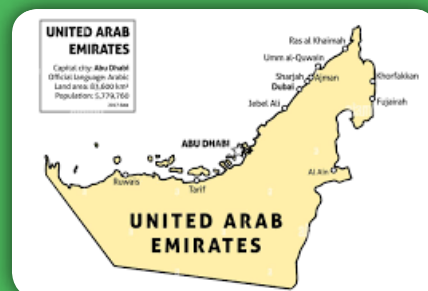 UNITED ARAB
EMIRATES
Capital city: Abu Dhabi
Official language: Arabic
Land area: 83,600 km²
Population: 5,779,760
Ras al Khaimah
Umm al-Quwain
Sharjah
Ajman
Khorfakkan
Dubai
Jebel Ali
Fujairah
ABU DHABI
Al Ain
Ruwais
Tarif
UNITED ARAB
EMIRATES